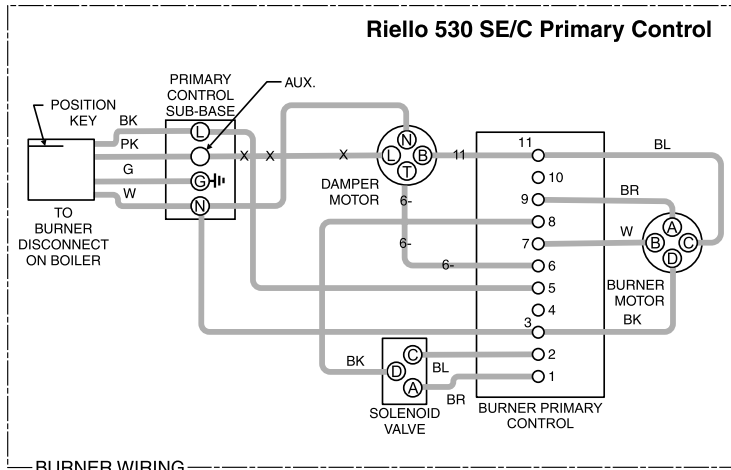 Riello 530 SE/C Primary Control
PRIMARY
CONTROL
SUB-BASE
AUX.
POSITION
KEY
BK
PK
G
W
L
G
N
X X X
TO
BURNER
DISCONNECT
ON BOILER
N
L B
T
DAMPER
MOTOR
11
6-
6-
6-
11
10
9
8
7
6
5
4
3
2
1
BL
BR
W
A
B C
D
BURNER
MOTOR
BK
BK
C
D
A
BL
BR
SOLENOID
VALVE
BURNER PRIMARY
CONTROL
BURNER WIRING